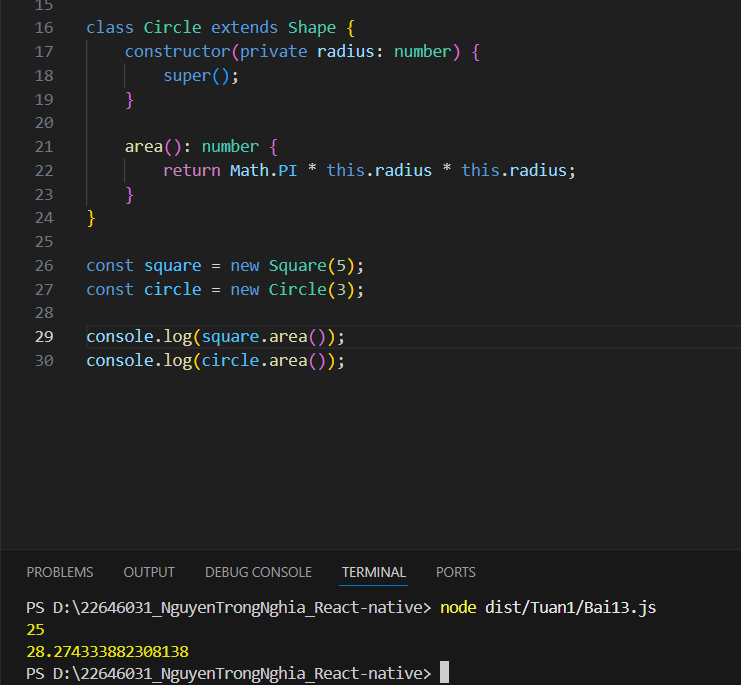 15
16 class Circle extends Shape {
17     constructor(private radius: number) {
18         super();
19     }
20
21     area(): number {
22         return Math.PI * this.radius * this.radius;
23     }
24 }
25
26 const square = new Square(5);
27 const circle = new Circle(3);
28
29 console.log(square.area());
30 console.log(circle.area());
PROBLEMS OUTPUT DEBUG CONSOLE TERMINAL PORTS
PS D:\22646031_NguyenTrongNghia_React-native> node dist/Tuan1/Bai13.js
25
28.274333882308138
PS D:\22646031_NguyenTrongNghia_React-native>